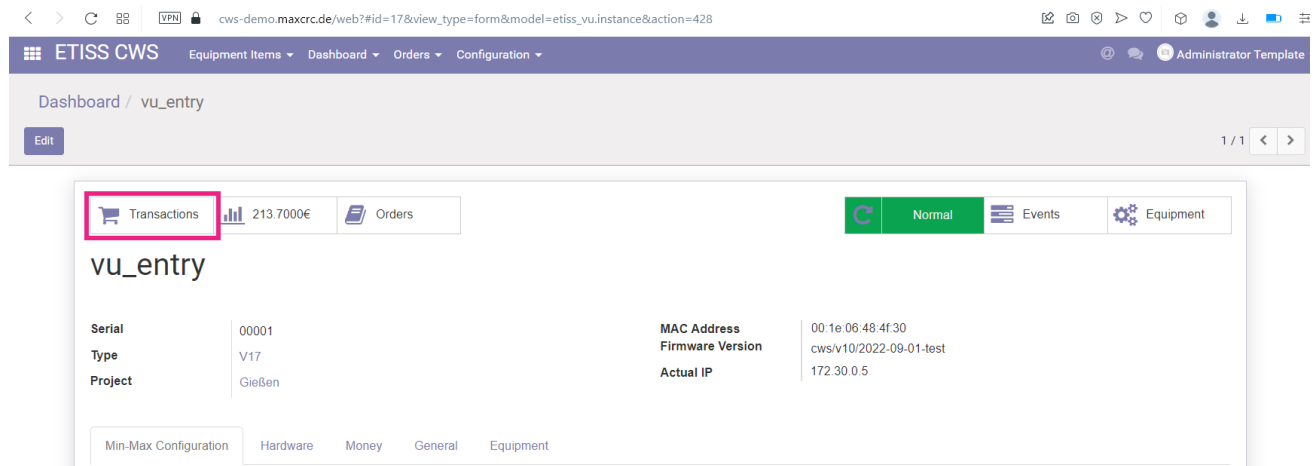 VPN cws-demo.maxcrc.de/web?#id=17&view_type=form&model=etiss_vu.instance&action=428
ETISS CWS Equipment Items Dashboard Orders Configuration @ Administrator Template
Dashboard / vu_entry
Edit 1 / 1
Transactions 213.7000€ Orders Normal Events Equipment
vu_entry
Serial 00001 MAC Address 00:1e:06:48:4f:30
Type V17 Firmware Version cws/v10/2022-09-01-test
Project Gießen Actual IP 172.30.0.5
Min-Max Configuration Hardware Money General Equipment